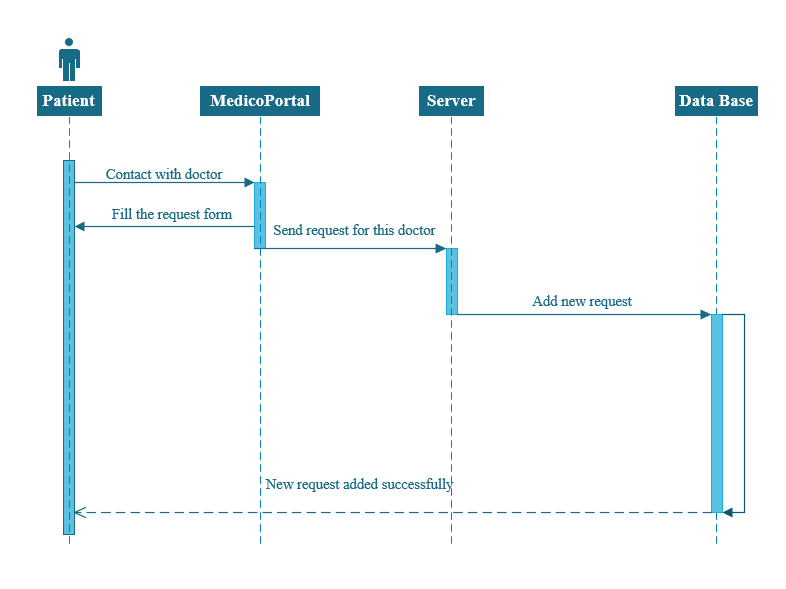 Patient
MedicoPortal
Server
Data Base
Contact with doctor
Fill the request form
Send request for this doctor
Add new request
New request added successfully